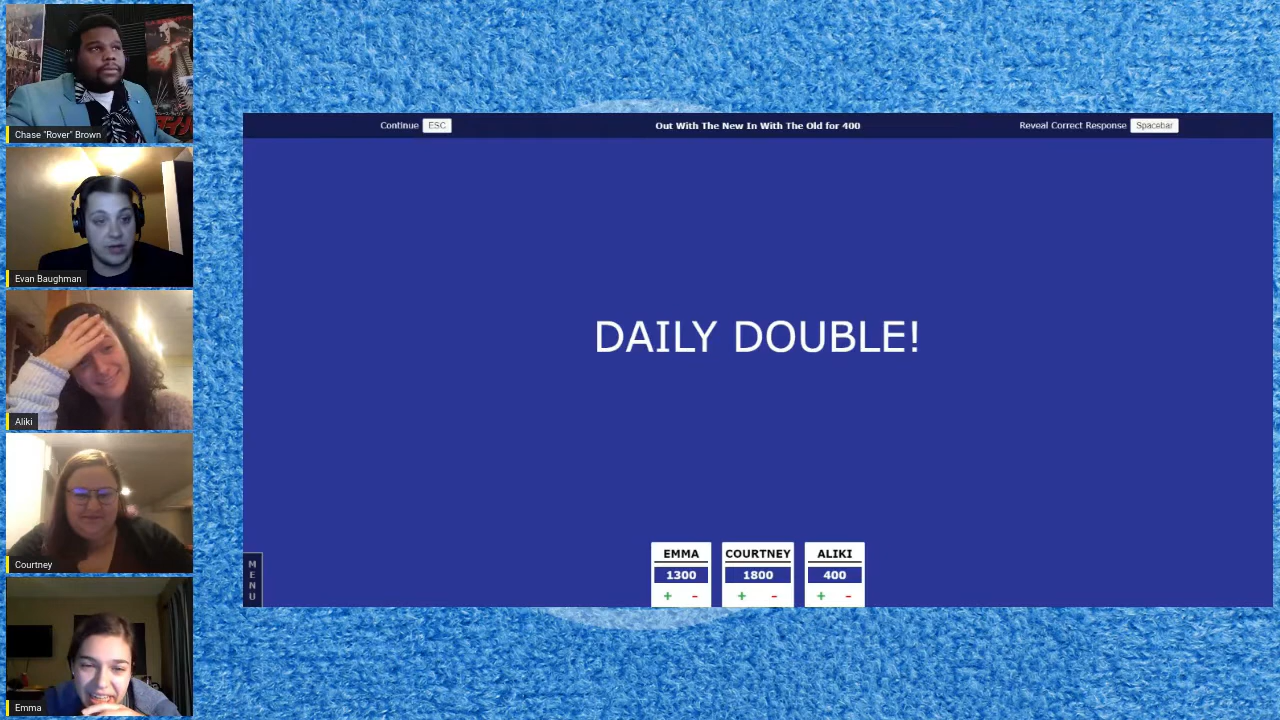 Chase "Rover" Brown
Evan Baughman
Aliki
Courtney
Emma
Continue ESC
Out With The New In With The Old for 400
Reveal Correct Response Spacebar
DAILY DOUBLE!
MENU
EMMA COURTNEY ALIKI
1300 1800 400
+ - + - + -